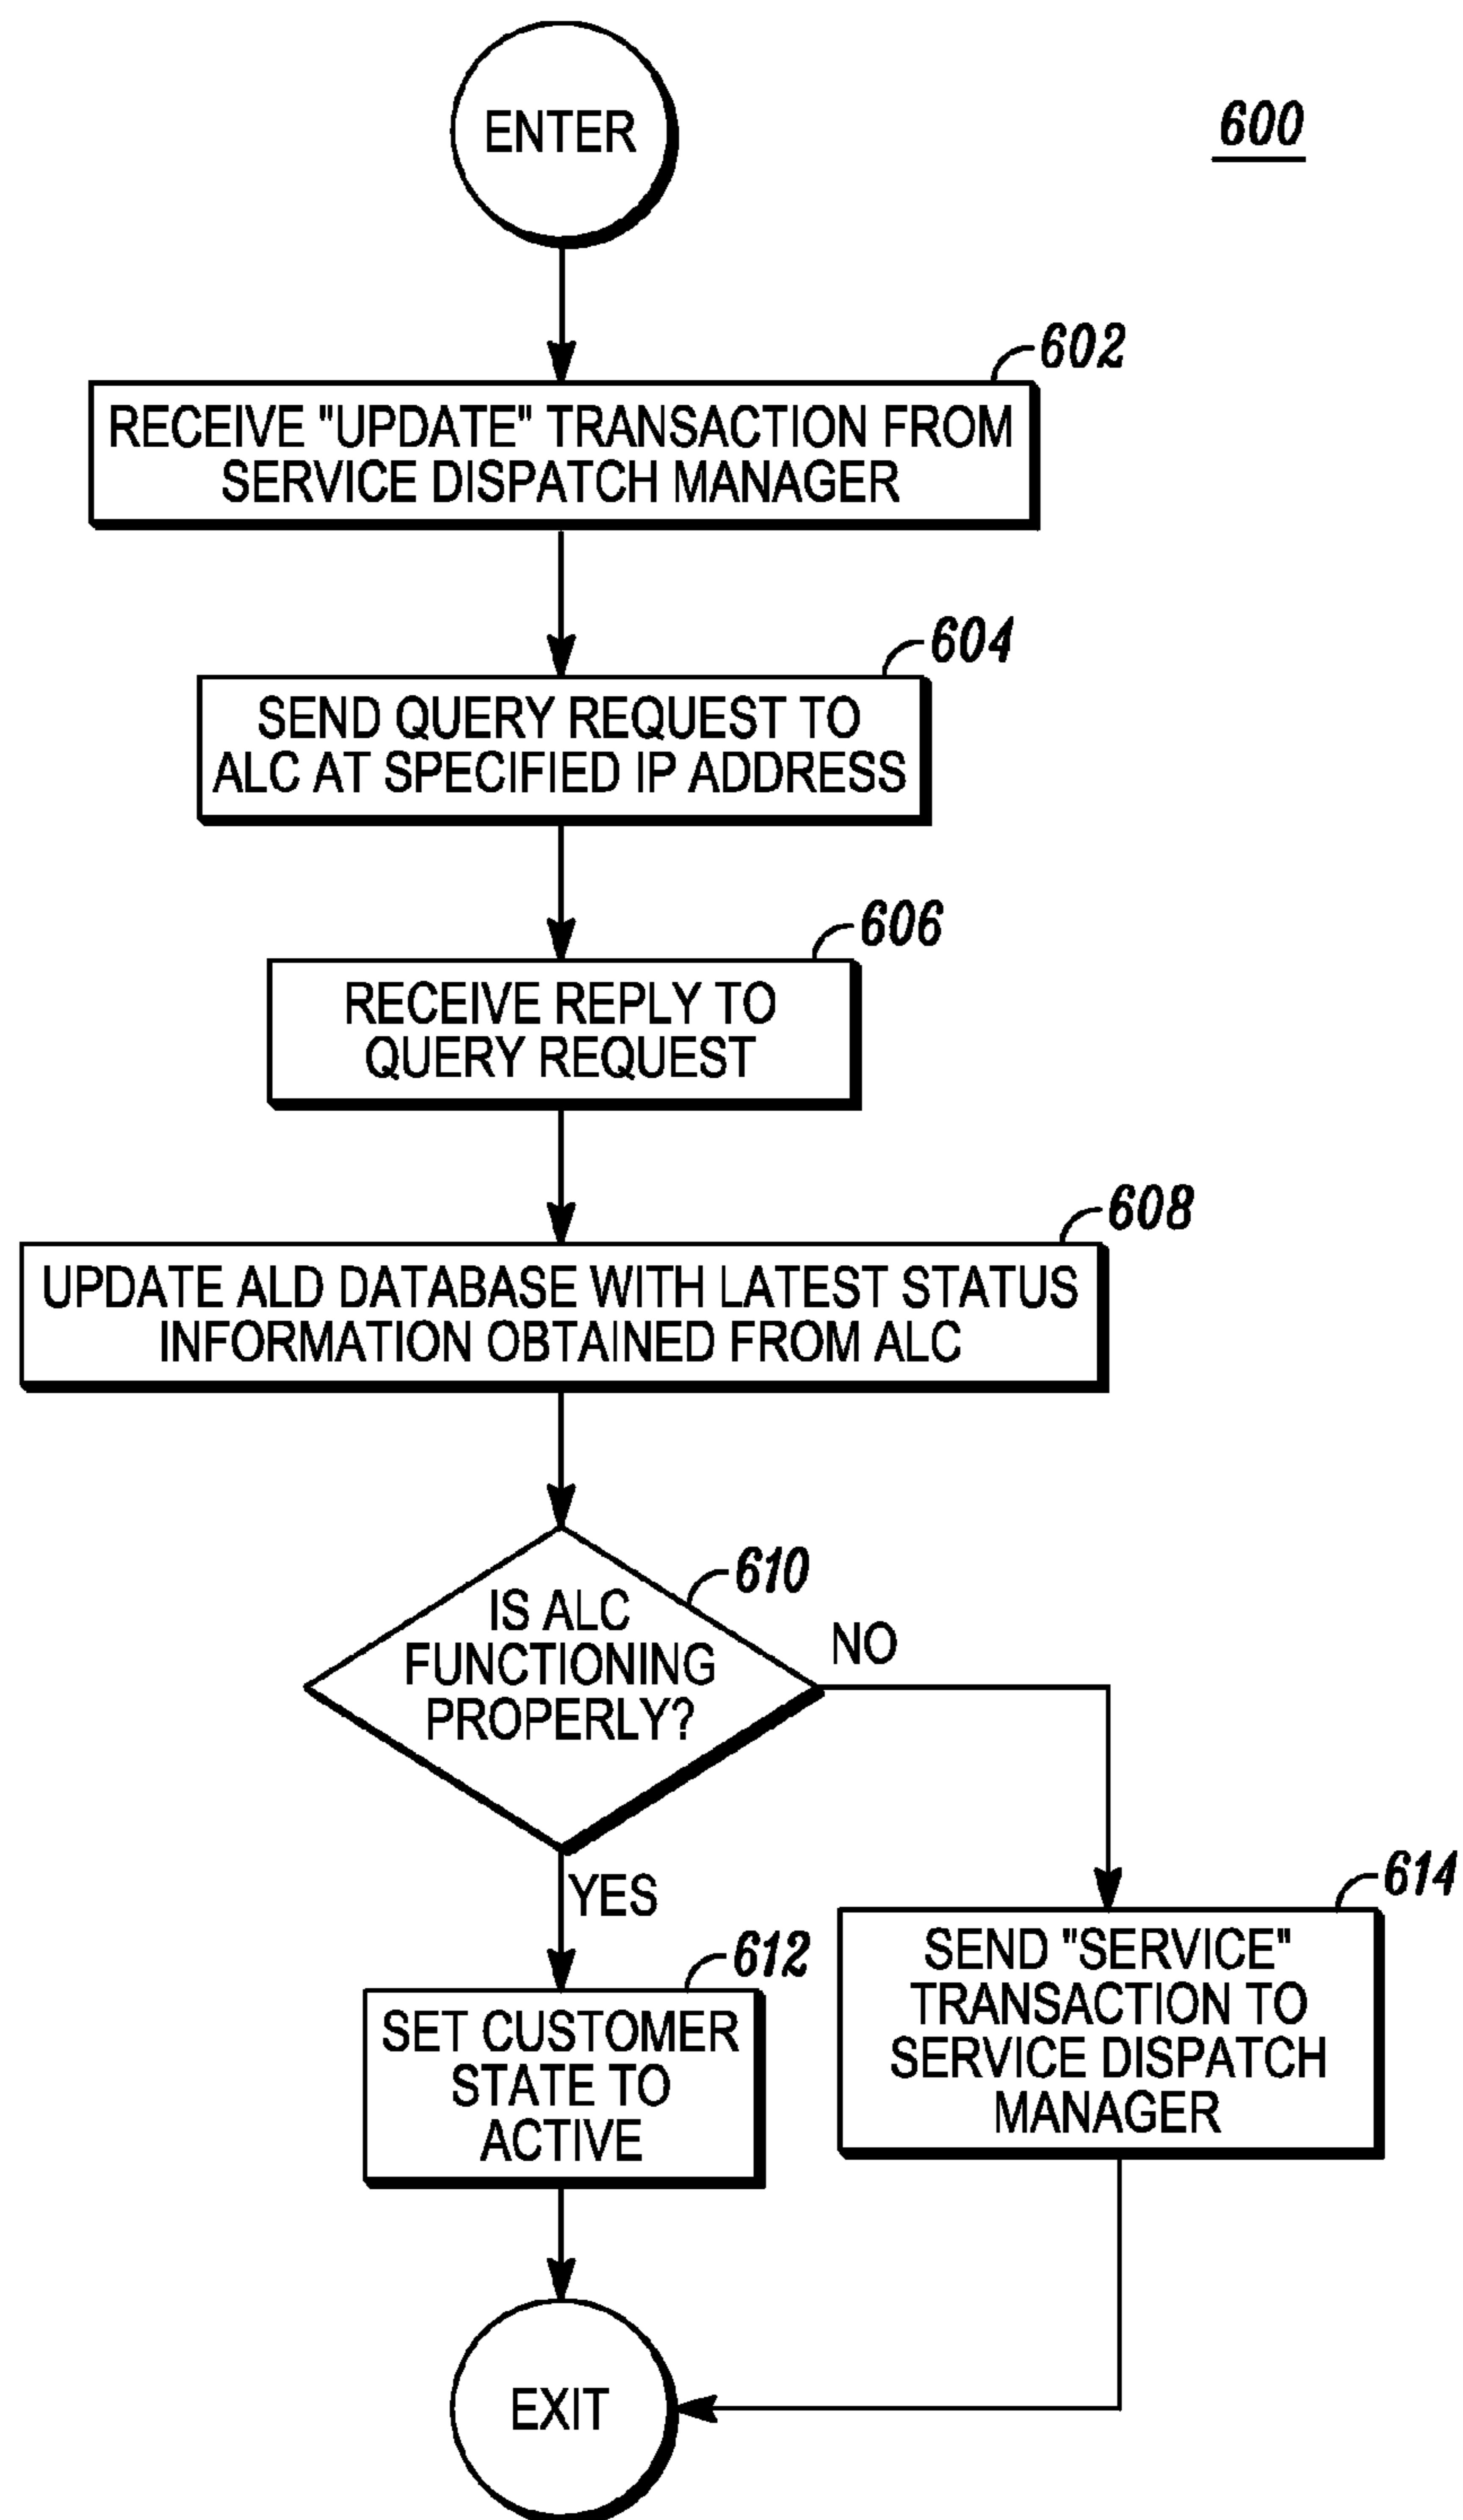 ENTER
600
602
RECEIVE "UPDATE" TRANSACTION FROM
SERVICE DISPATCH MANAGER
604
SEND QUERY REQUEST TO
ALC AT SPECIFIED IP ADDRESS
606
RECEIVE REPLY TO
QUERY REQUEST
608
UPDATE ALD DATABASE WITH LATEST STATUS
INFORMATION OBTAINED FROM ALC
610
IS ALC
FUNCTIONING
PROPERLY?
NO
YES
612
SET CUSTOMER
STATE TO
ACTIVE
614
SEND "SERVICE"
TRANSACTION TO
SERVICE DISPATCH
MANAGER
EXIT